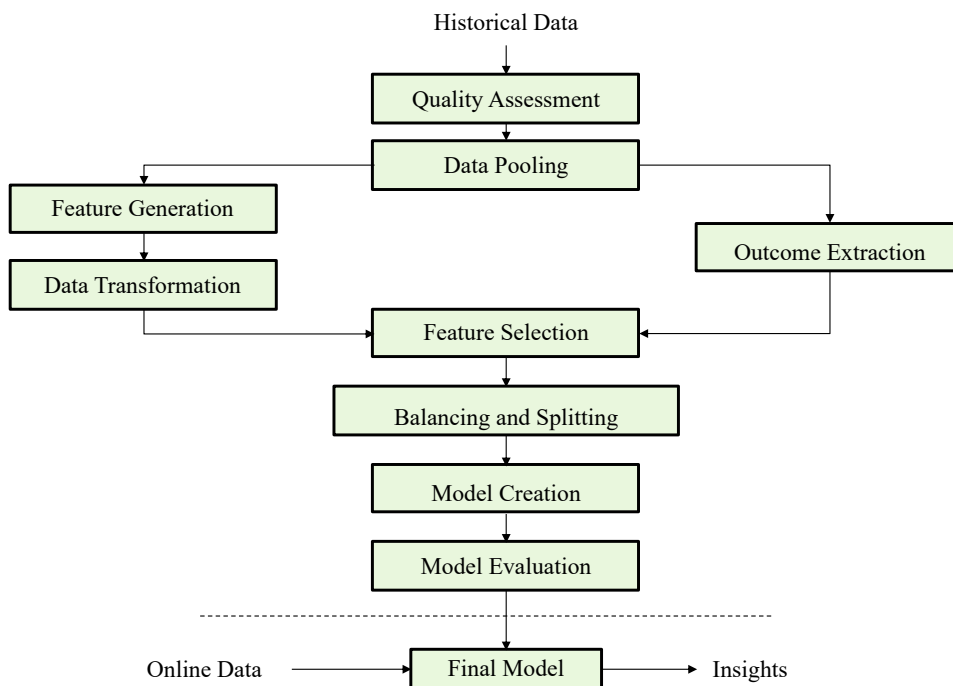 Historical Data
Quality Assessment
Data Pooling
Feature Generation
Outcome Extraction
Data Transformation
Feature Selection
Balancing and Splitting
Model Creation
Model Evaluation
Online Data
Final Model
Insights